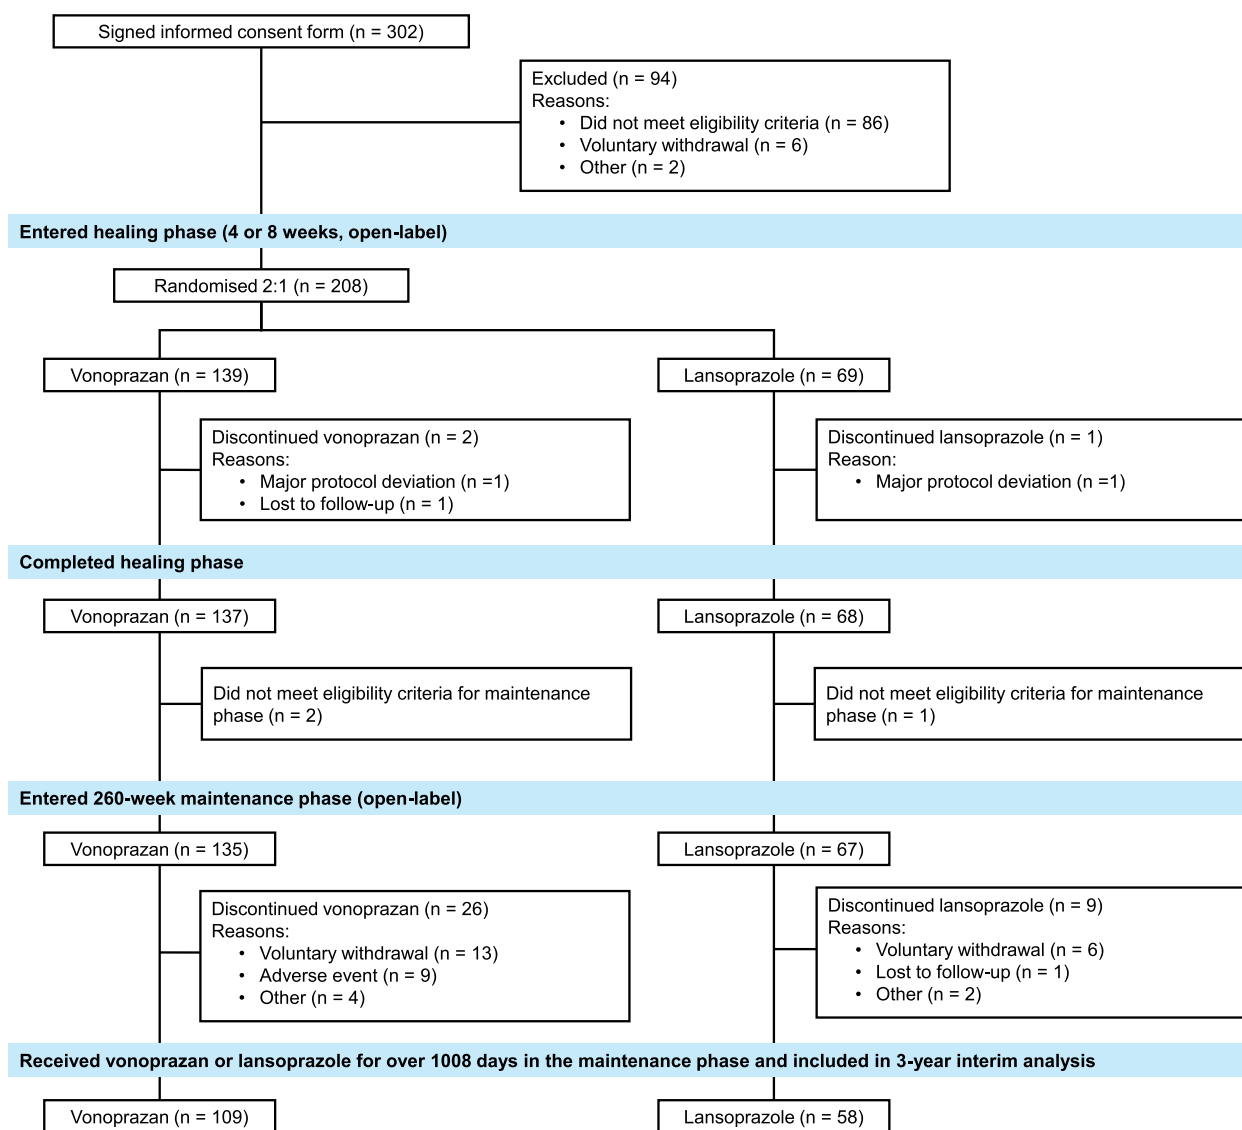 Signed informed consent form (n = 302)
Excluded (n = 94)
Reasons:
• Did not meet eligibility criteria (n = 86)
• Voluntary withdrawal (n = 6)
• Other (n = 2)
Entered healing phase (4 or 8 weeks, open-label)
Randomised 2:1 (n = 208)
Vonoprazan (n = 139)
Lansoprazole (n = 69)
Discontinued vonoprazan (n = 2)
Reasons:
• Major protocol deviation (n =1)
• Lost to follow-up (n = 1)
Discontinued lansoprazole (n = 1)
Reason:
• Major protocol deviation (n =1)
Completed healing phase
Vonoprazan (n = 137)
Lansoprazole (n = 68)
Did not meet eligibility criteria for maintenance
phase (n = 2)
Did not meet eligibility criteria for maintenance
phase (n = 1)
Entered 260-week maintenance phase (open-label)
Vonoprazan (n = 135)
Lansoprazole (n = 67)
Discontinued vonoprazan (n = 26)
Reasons:
• Voluntary withdrawal (n = 13)
• Adverse event (n = 9)
• Other (n = 4)
Discontinued lansoprazole (n = 9)
Reasons:
• Voluntary withdrawal (n = 6)
• Lost to follow-up (n = 1)
• Other (n = 2)
Received vonoprazan or lansoprazole for over 1008 days in the maintenance phase and included in 3-year interim analysis
Vonoprazan (n = 109)
Lansoprazole (n = 58)